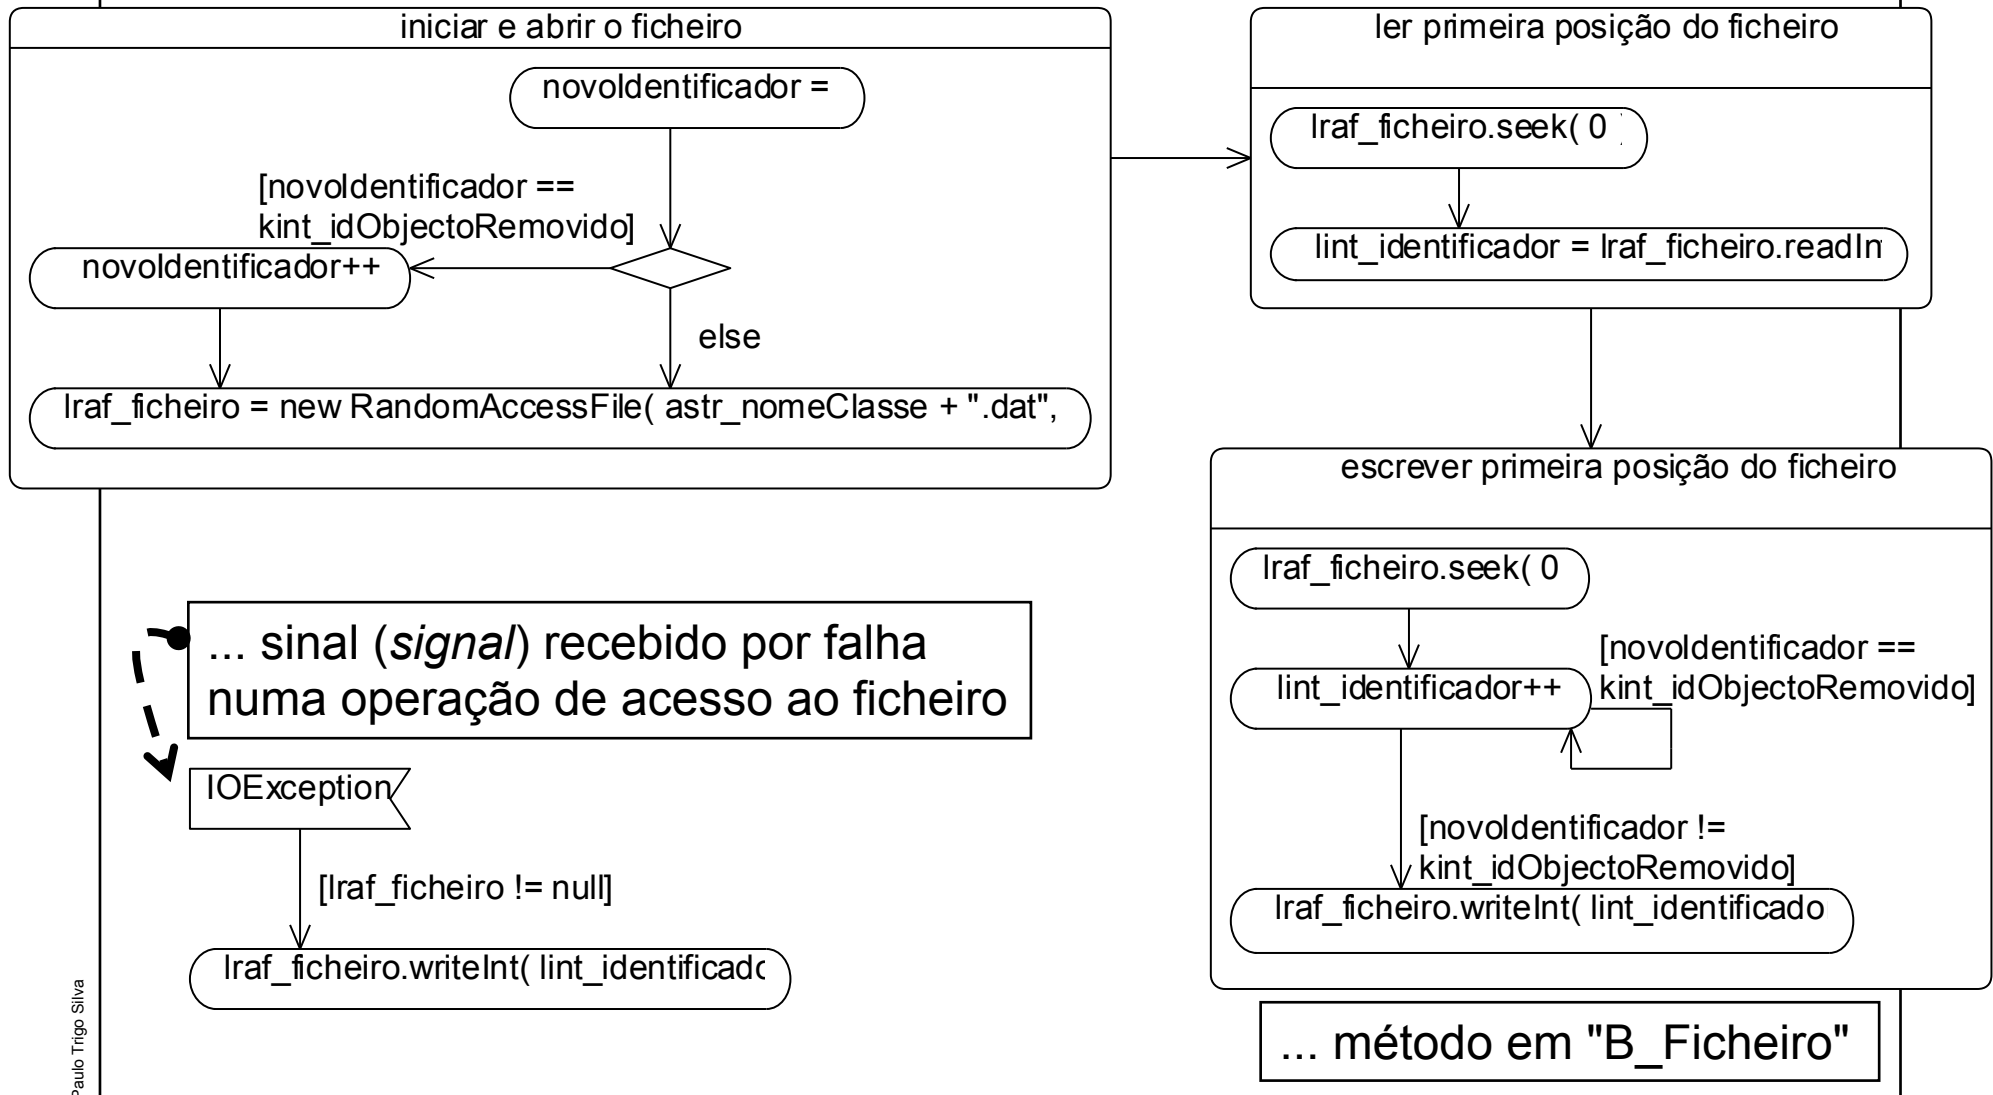 iniciar e abrir o ficheiro
novoIdentificador =
[novoIdentificador ==
kint_idObjectoRemovido]
novoIdentificador++
else
lraf_ficheiro = new RandomAccessFile( astr_nomeClasse + ".dat",
ler primeira posição do ficheiro
lraf_ficheiro.seek( 0 )
lint_identificador = lraf_ficheiro.readIn
escrever primeira posição do ficheiro
lraf_ficheiro.seek( 0
lint_identificador++
[novoIdentificador ==
kint_idObjectoRemovido]
[novoIdentificador !=
kint_idObjectoRemovido]
lraf_ficheiro.writeInt( lint_identificado
... sinal (signal) recebido por falha
numa operação de acesso ao ficheiro
IOException
[lraf_ficheiro != null]
lraf_ficheiro.writeInt( lint_identificado
... método em "B_Ficheiro"
Paulo Trigo Silva